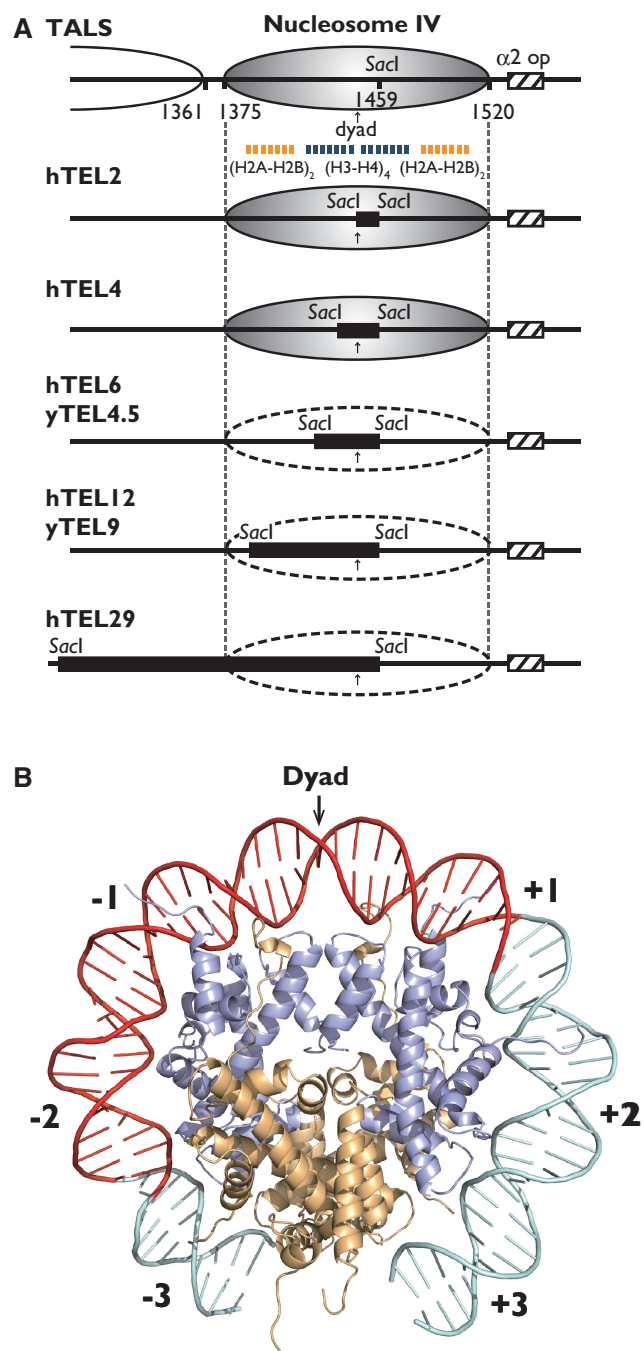 A TALS Nucleosome IV
SacI α2 op
1361 1375 1459 1520
↑
dyad
(H2A-H2B)2 (H3-H4)4 (H2A-H2B)2
hTEL2
SacI SacI
↑
hTEL4
SacI SacI
↑
hTEL6
yTEL4.5
SacI SacI
↑
hTEL12
yTEL9
SacI SacI
↑
hTEL29
SacI SacI
↑
B Dyad
-1 +1
-2 +2
-3 +3